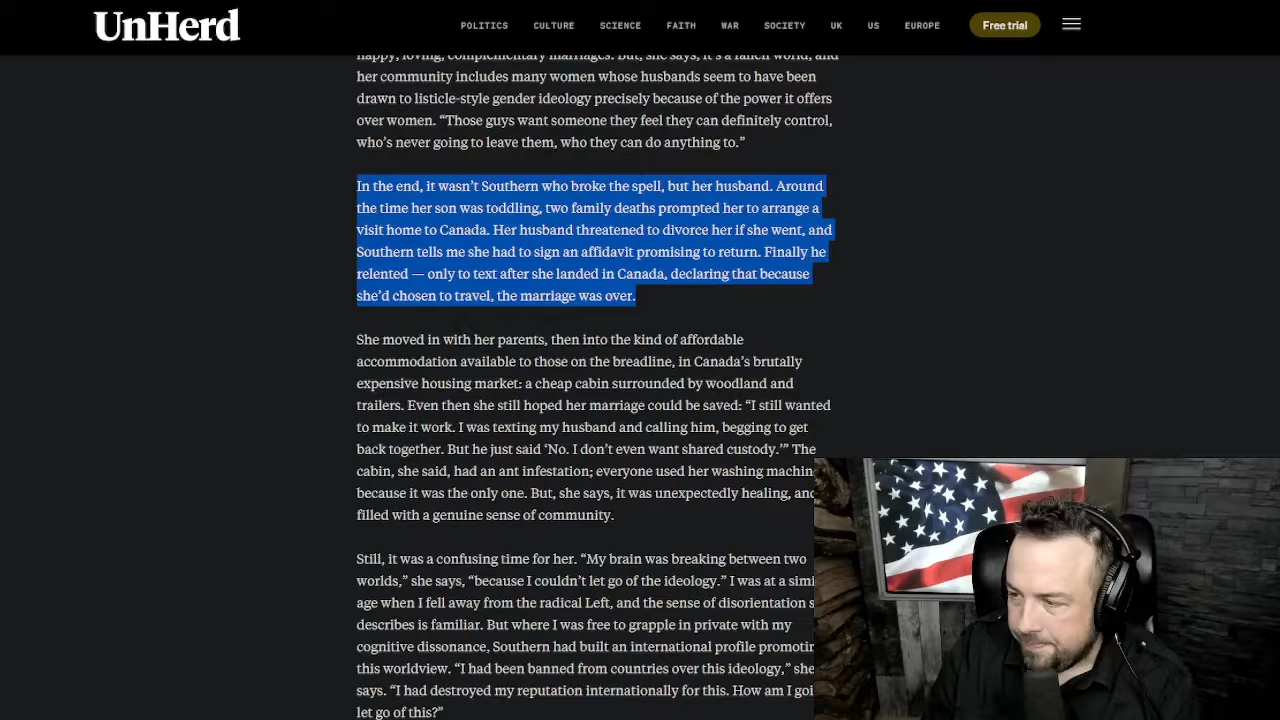 UnHerd
POLITICS CULTURE SCIENCE FAITH WAR SOCIETY UK US EUROPE Free trial
happy, loving, complementary marriages. But, she says, it's a fallen world, and
her community includes many women whose husbands seem to have been
drawn to listicle-style gender ideology precisely because of the power it offers
over women. “Those guys want someone they feel they can definitely control,
who’s never going to leave them, who they can do anything to.”
In the end, it wasn’t Southern who broke the spell, but her husband. Around
the time her son was toddling, two family deaths prompted her to arrange a
visit home to Canada. Her husband threatened to divorce her if she went, and
Southern tells me she had to sign an affidavit promising to return. Finally he
relented — only to text after she landed in Canada, declaring that because
she’d chosen to travel, the marriage was over.
She moved in with her parents, then into the kind of affordable
accommodation available to those on the breadline, in Canada’s brutally
expensive housing market: a cheap cabin surrounded by woodland and
trailers. Even then she still hoped her marriage could be saved: “I still wanted
to make it work. I was texting my husband and calling him, begging to get
back together. But he just said ‘No. I don’t even want shared custody.’” The
cabin, she said, had an ant infestation; everyone used her washing machin
because it was the only one. But, she says, it was unexpectedly healing, and
filled with a genuine sense of community.
Still, it was a confusing time for her. “My brain was breaking between two
worlds,” she says, “because I couldn’t let go of the ideology.” I was at a simi
age when I fell away from the radical Left, and the sense of disorientation s
describes is familiar. But where I was free to grapple in private with my
cognitive dissonance, Southern had built an international profile promotin
this worldview. “I had been banned from countries over this ideology,” she
says. “I had destroyed my reputation internationally for this. How am I goi
let go of this?”